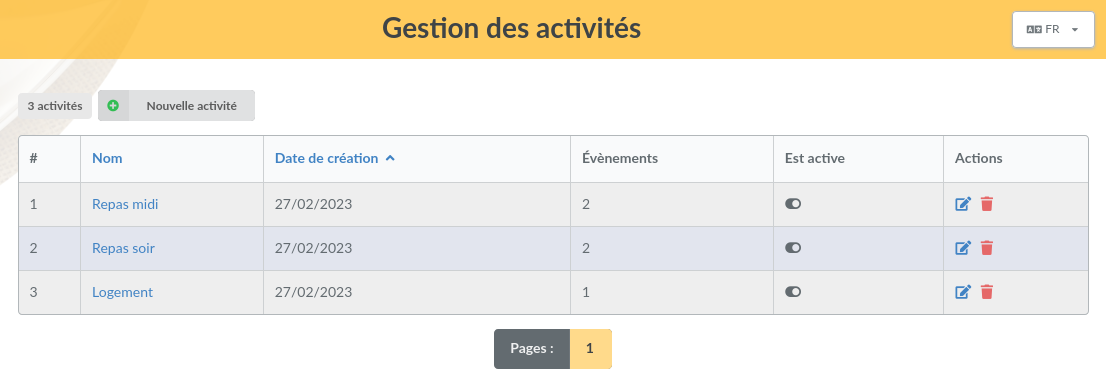 Gestion des activités
FR
3 activités
Nouvelle activité
# Nom Date de création Évènements Est active Actions
1 Repas midi 27/02/2023 2
2 Repas soir 27/02/2023 2
3 Logement 27/02/2023 1
Pages : 1